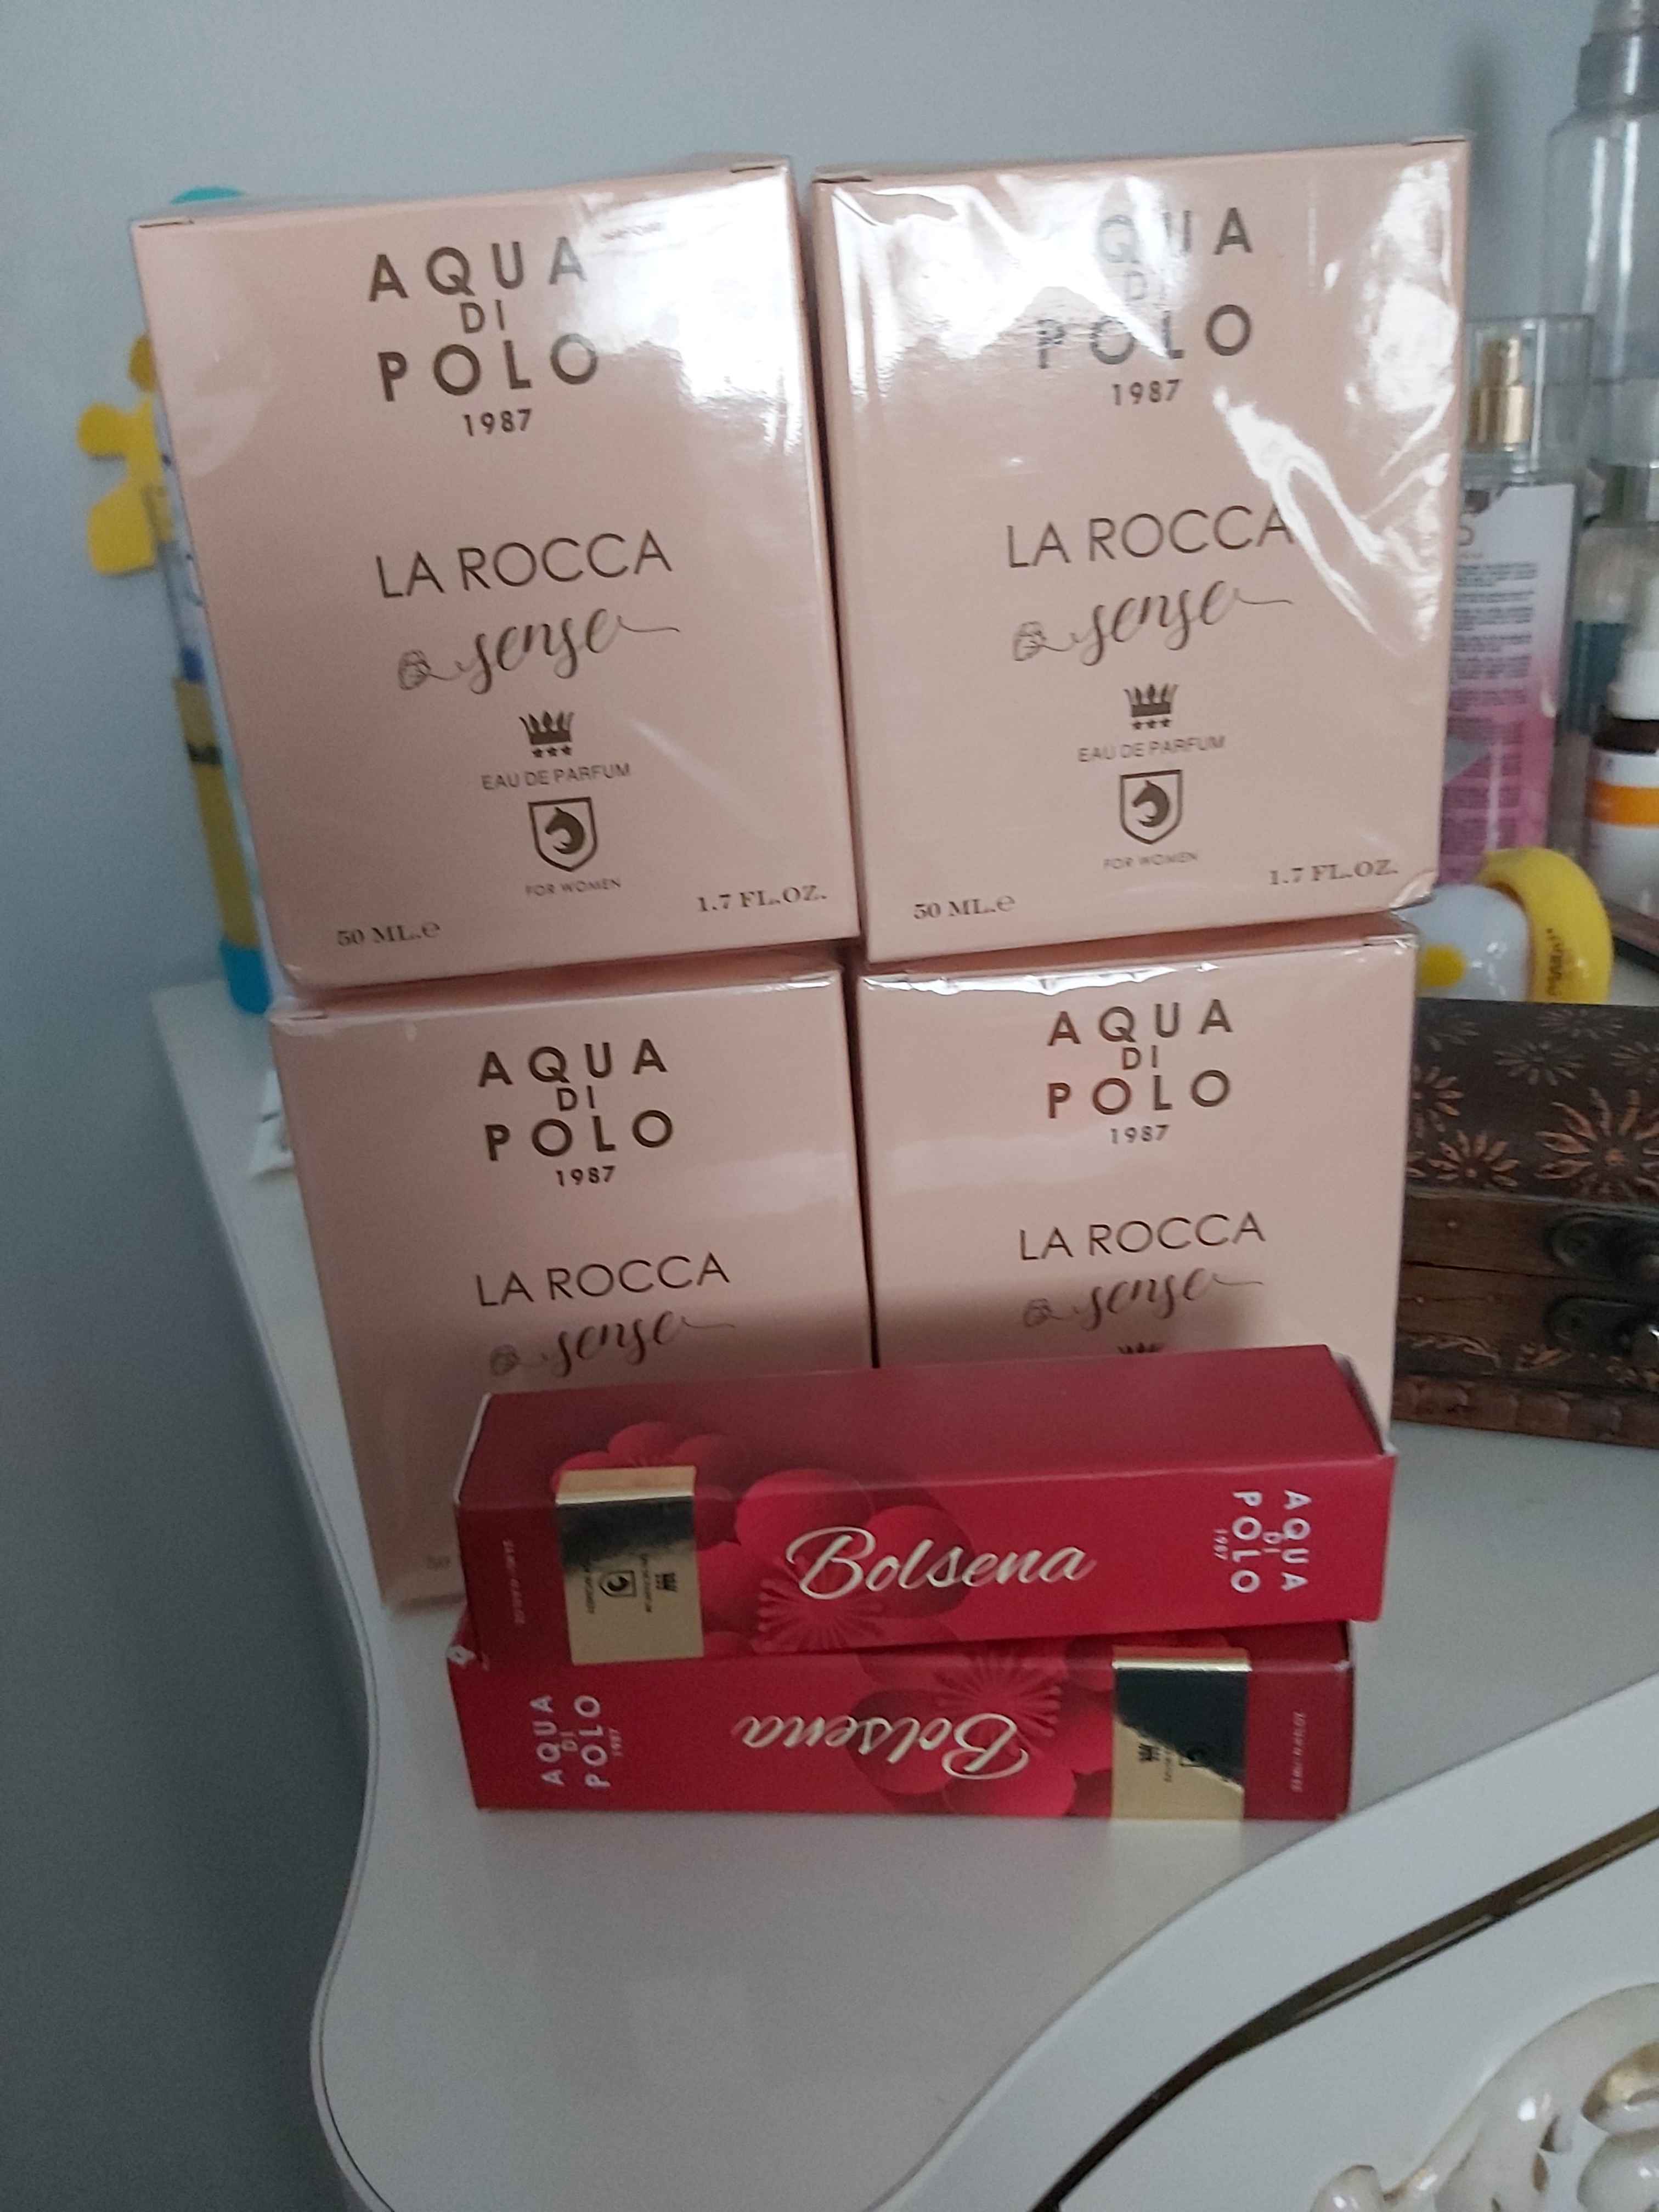 AQUA
DI
POLO
1987
LA ROCCA
sense
EAU DE PARFUM
FOR WOMEN
50 ML.e
1.7 FL.OZ.
QUA
DI
POLO
1987
LA ROCCA
sense
EAU DE PARFUM
FOR WOMEN
50 ML.e
1.7 FL.OZ.
AQUA
DI
POLO
1987
LA ROCCA
sense
AQUA
DI
POLO
1987
LA ROCCA
sense
Bolsena
AQUA
DI
POLO
1987
AQUA
DI
POLO
1987
Bolsena